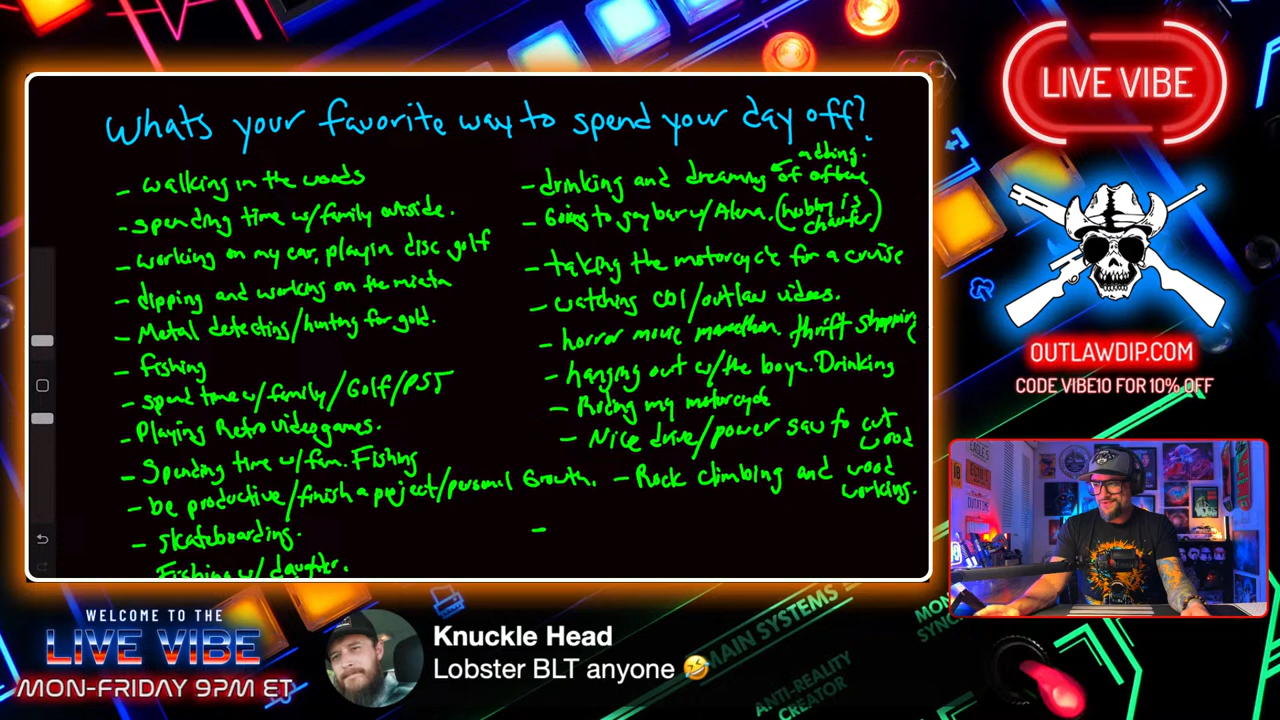 Whats your favorite way to spend your day off?
- walking in the woods
- spending time w/family outside.
- working on my car, playin disc golf
- dipping and working on the miata
- Metal detecting/hunting for gold.
- fishing
- spend time w/family/Golf/PS5
- Playing Retro videogames.
- Spending time w/fam. Fishing
- be productive/finish a project/personal Growth.
- skateboarding.
Fishing w/ daughter.
- drinking and dreaming of
- Going to gay bar w/ (hubby is
- taking the motorcycle for a cruise
- watching /outlaw videos.
- horror movie marathon. thrift shopping
- hanging out w/the boyz. Drinking
- Riding my motorcycle
- Nice drive/power saw to cut
wood
- Rock climbing and wood
working.
-
LIVE VIBE
OUTLAWDIP.COM
CODE VIBE10 FOR 10% OFF
WELCOME TO THE
LIVE VIBE
MON-FRIDAY 9PM ET
Knuckle Head
Lobster BLT anyone 🤣
MAIN SYSTEMS
ANTI-REALITY
CREATOR
MON
SYNC